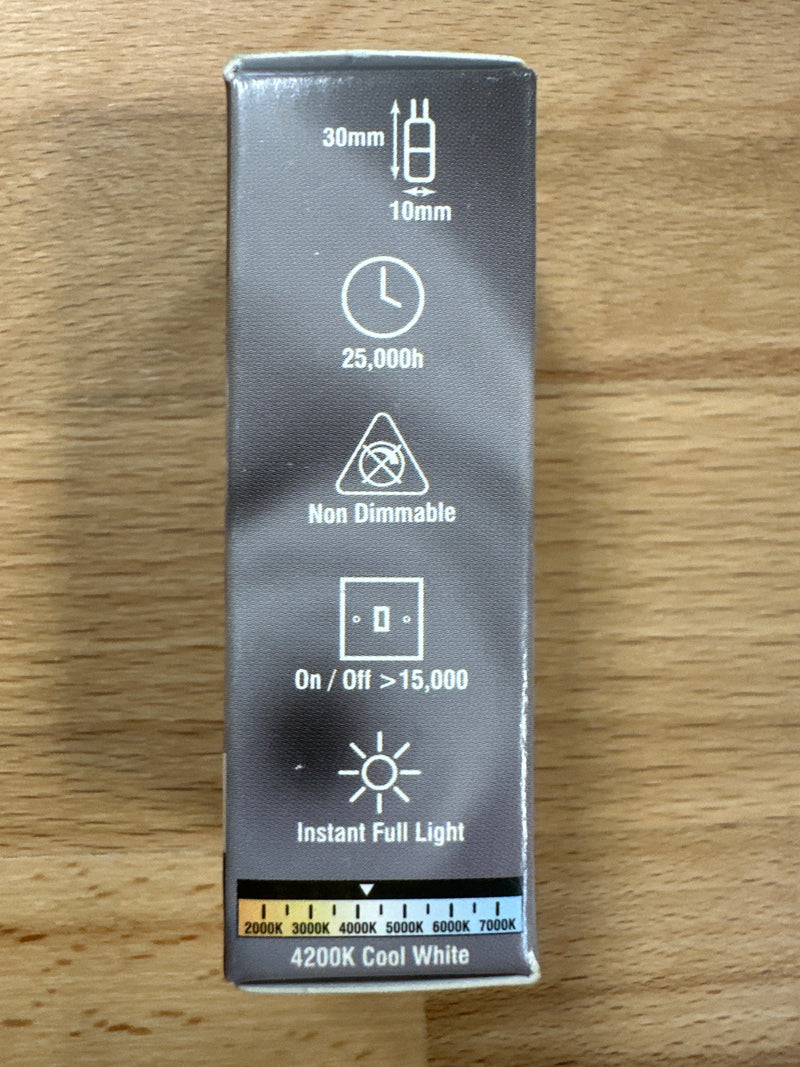 30mm
10mm
25,000h
Non Dimmable
On / Off >15,000
Instant Full Light
2000K 3000K 4000K 5000K 6000K 7000K
4200K Cool White